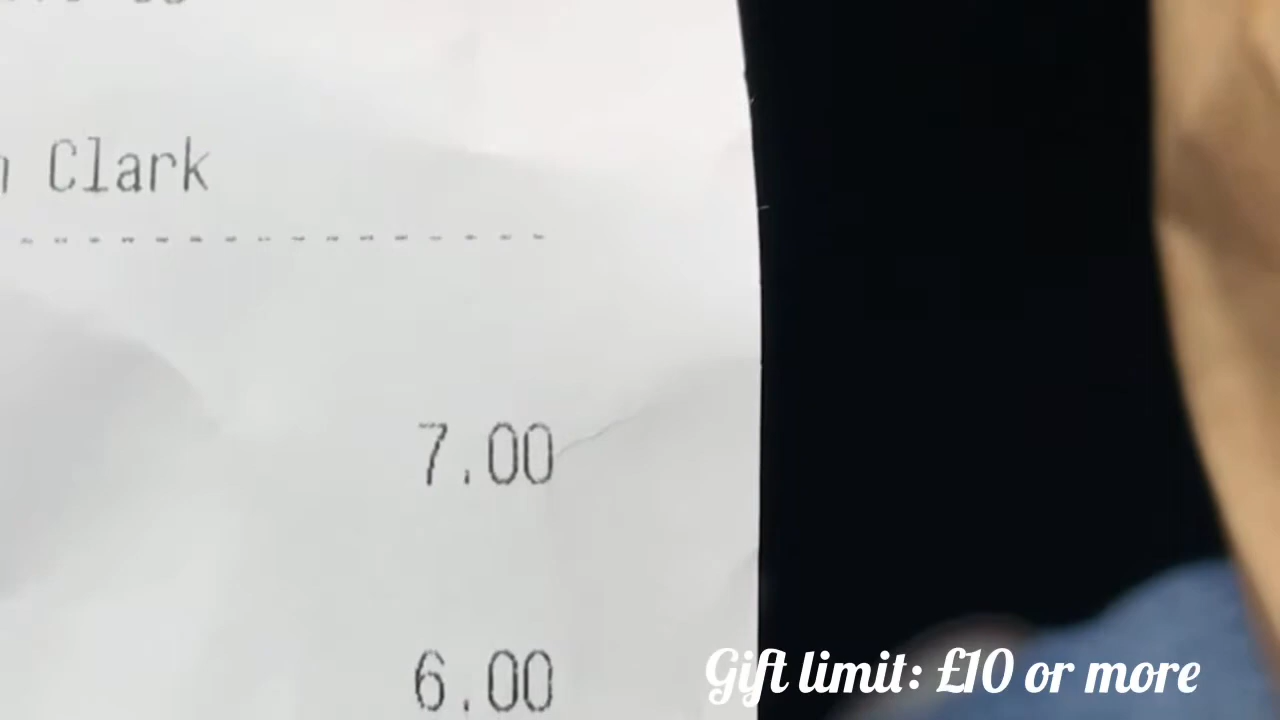 Clark
- - - - - - - - - - - - - - - -
7.00
6.00
Gift limit: £10 or more